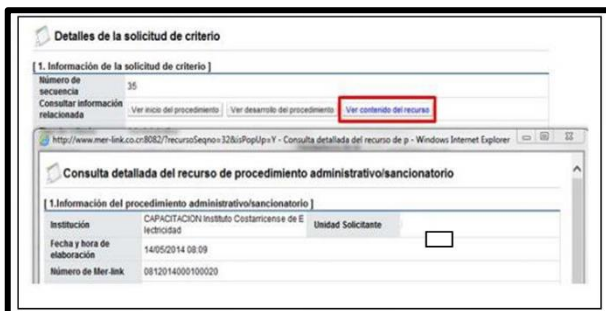 Detalles de la solicitud de criterio
[ 1. Información de la solicitud de criterio ]
Número de secuencia
35
Consultar información relacionada
Ver inicio del procedimiento
Ver desarrollo del procedimiento
Ver contenido del recurso
http://www.mer-link.co.cr:8082/?recursoSeqno=32&isPopUp=Y - Consulta detallada del recurso de p - Windows Internet Explorer
Consulta detallada del recurso de procedimiento administrativo/sancionatorio
[ 1.Información del procedimiento administrativo/sancionatorio ]
Institución
CAPACITACION Instituto Costarricense de E
lectricidad
Unidad Solicitante
Fecha y hora de
elaboración
14/05/2014 08:09
Número de Mer-link
0812014000100020